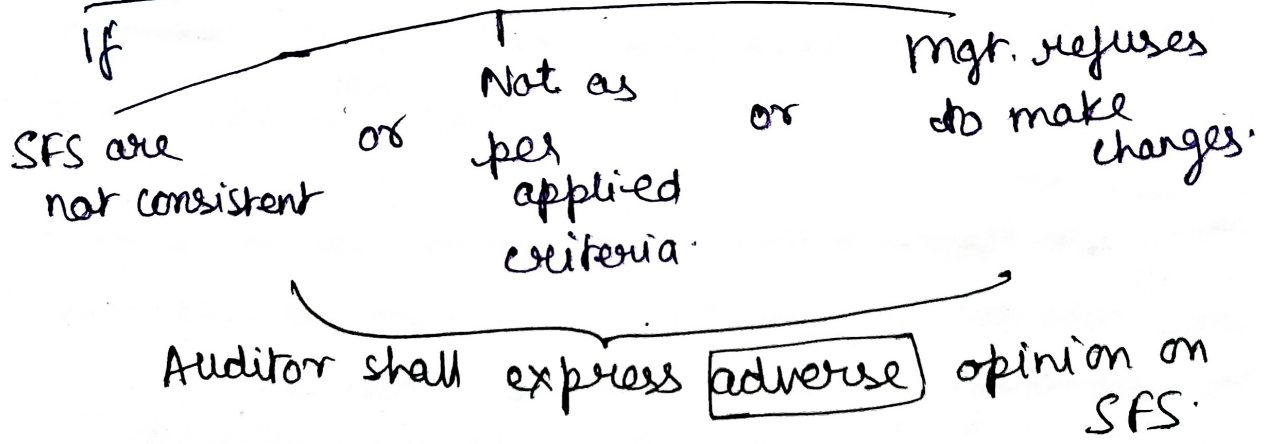 If
SFS are
not consistent
or
Not as
per
applied
criteria.
or
Mgt. refuses
to make
changes.
Auditor shall express adverse opinion on
SFS.